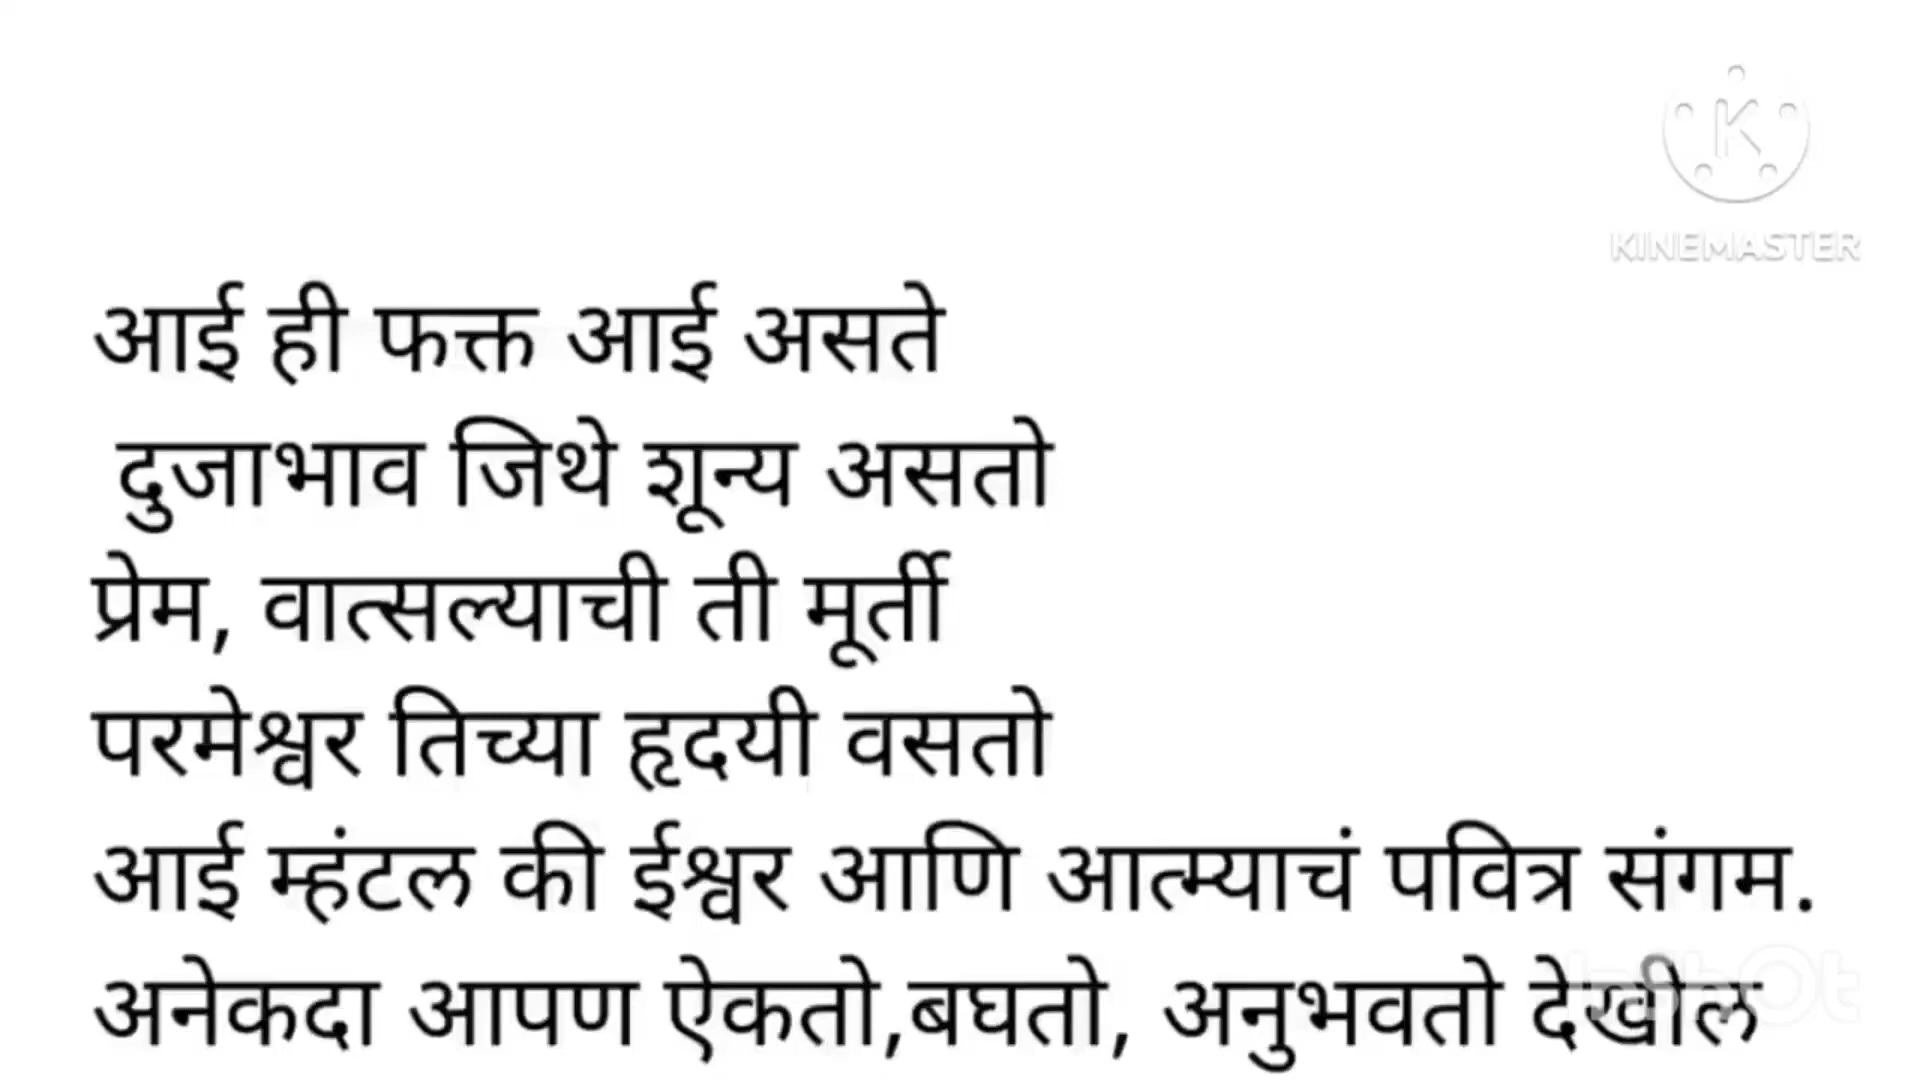 KINEMASTER
आई ही फक्त आई असते
दुजाभाव जिथे शून्य असतो
प्रेम, वात्सल्याची ती मूर्ती
परमेश्वर तिच्या हृदयी वसतो
आई म्हंटल की ईश्वर आणि आत्म्याचं पवित्र संगम.
अनेकदा आपण ऐकतो,बघतो, अनुभवतो देखील
InShOt